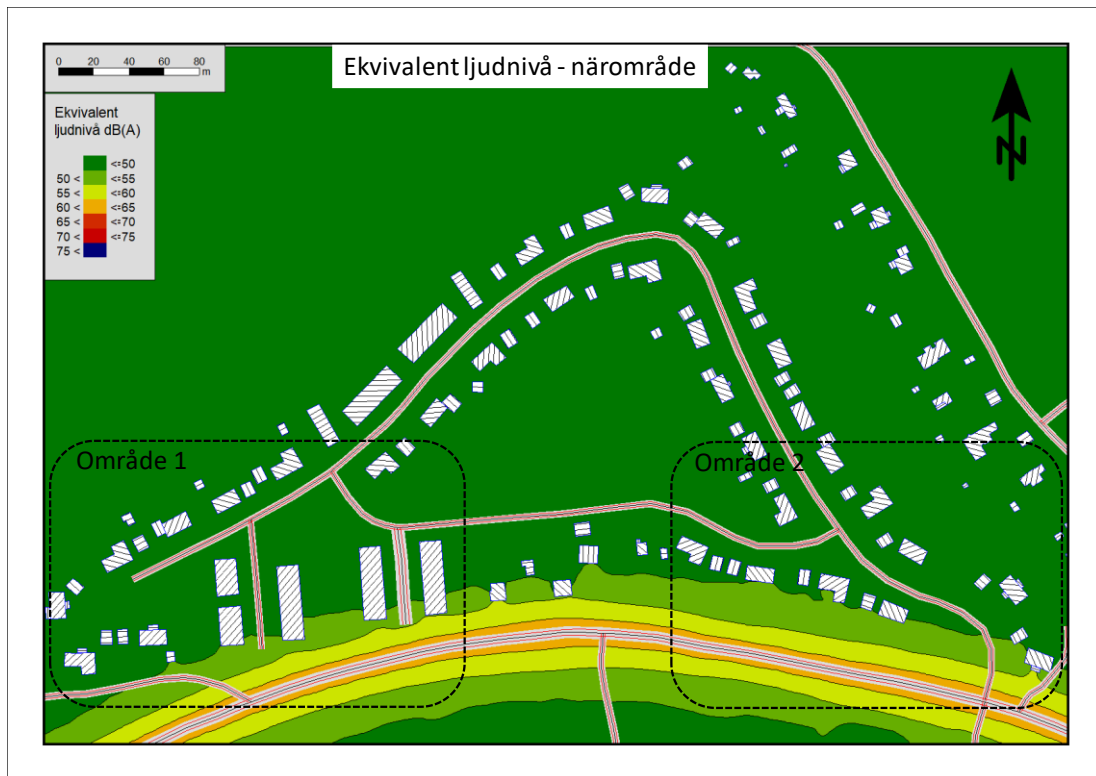 Ekvivalent ljudnivå - närområde
0 20 40 60 80
m
Ekvivalent
ljudnivå dB(A)
<=50
50 < <=55
55 < <=60
60 < <=65
65 < <=70
70 < <=75
75 <
N
Område 1
Område 2